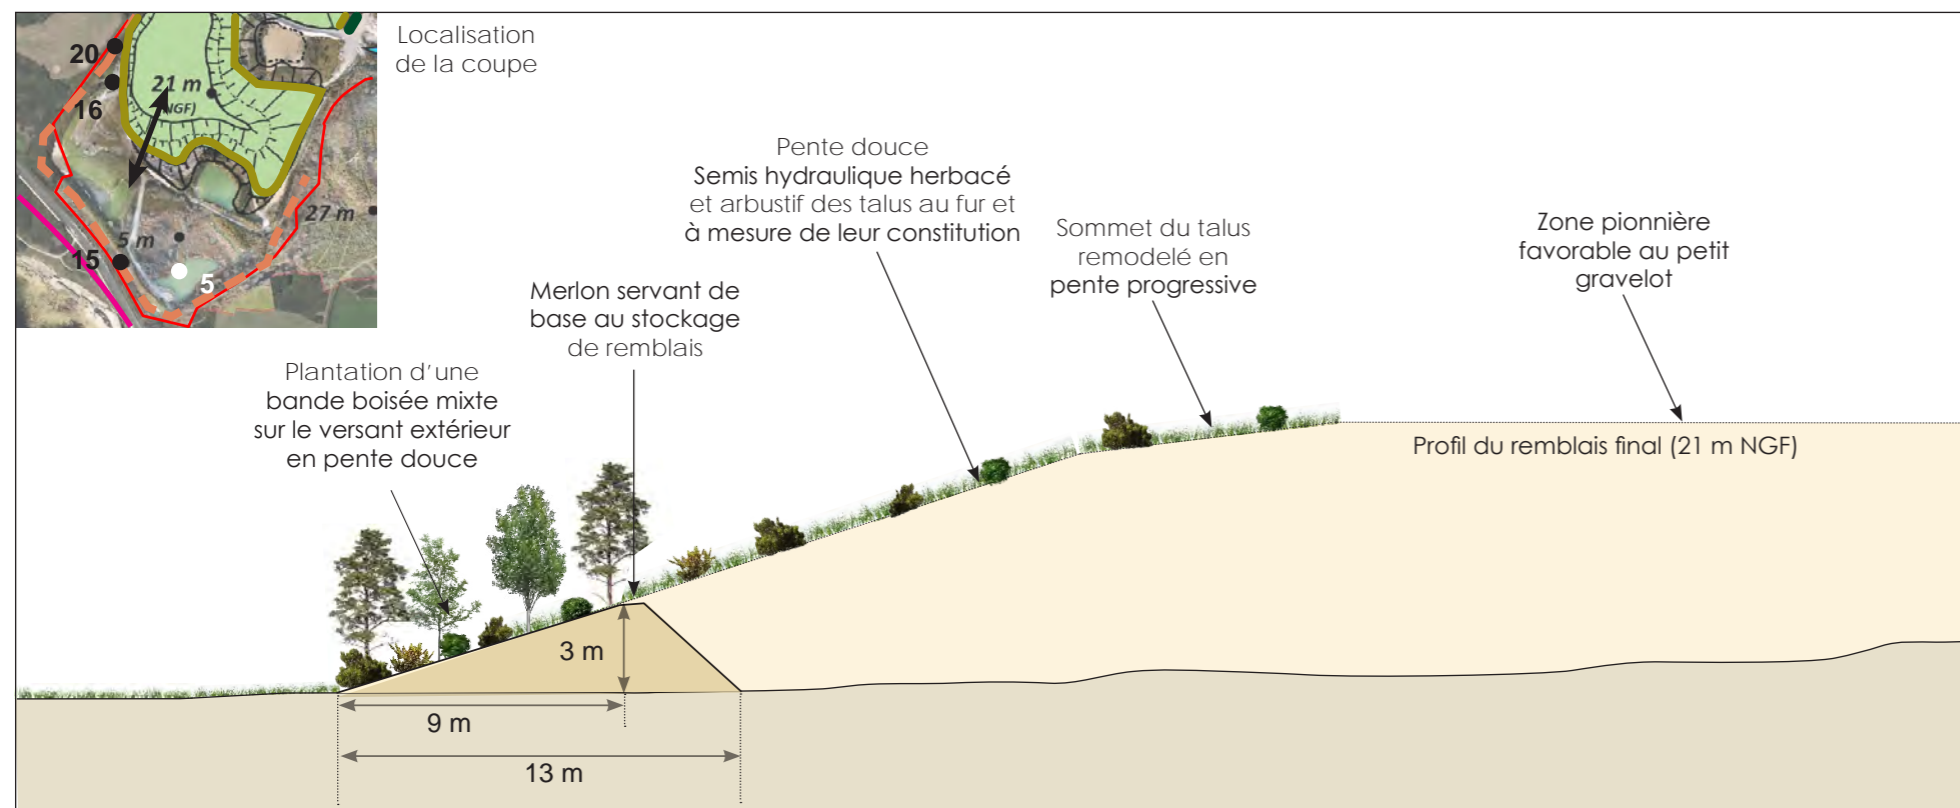 Localisation
de la coupe
20
21 m
NGF)
16
27 m
5 m
15
5
Pente douce
Semis hydraulique herbacé
et arbustif des talus au fur et
à mesure de leur constitution
Sommet du talus
remodelé en
pente progressive
Zone pionnière
favorable au petit
gravelot
Merlon servant de
base au stockage
de remblais
Plantation d'une
bande boisée mixte
sur le versant extérieur
en pente douce
Profil du remblais final (21 m NGF)
3 m
9 m
13 m